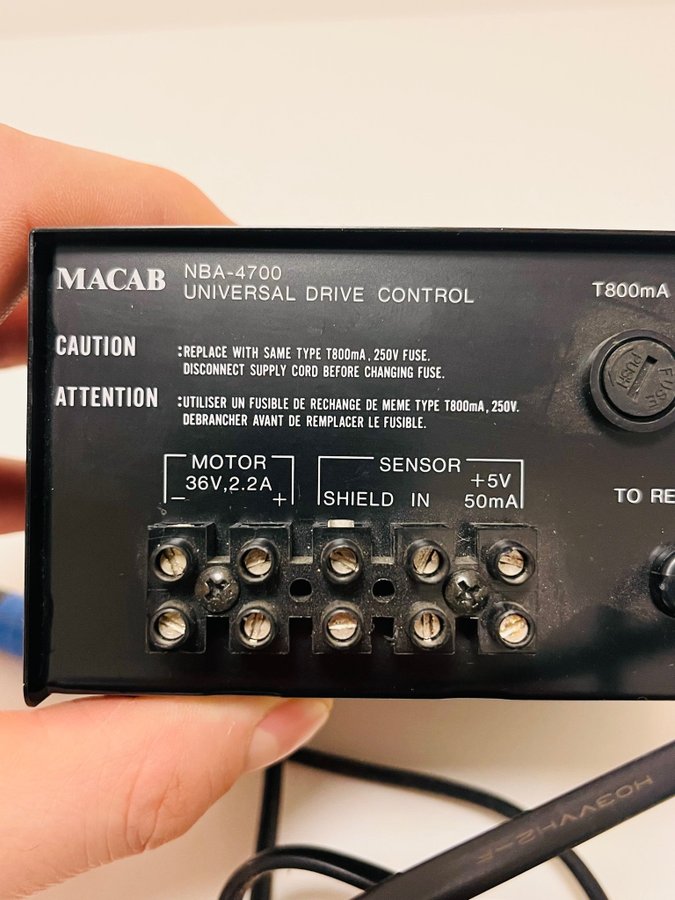 MACAB
NBA-4700
UNIVERSAL DRIVE CONTROL
T800mA
CAUTION :REPLACE WITH SAME TYPE T800mA, 250V FUSE.
DISCONNECT SUPPLY CORD BEFORE CHANGING FUSE.
ATTENTION :UTILISER UN FUSIBLE DE RECHANGE DE MEME TYPE T800mA, 250V.
DEBRANCHER AVANT DE REMPLACER LE FUSIBLE.
PUSH
FUSE
MOTOR
36V, 2.2A
- +
SENSOR
+5V
SHIELD IN 50mA
TO RE
H03VVH2-F